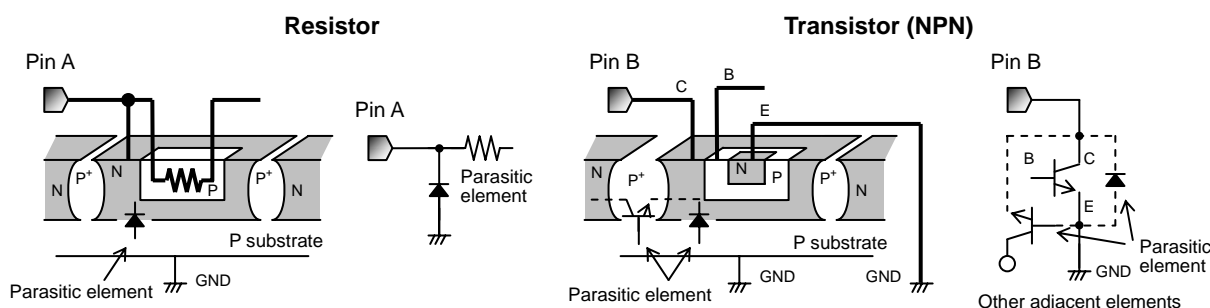 Resistor
Transistor (NPN)
Pin A
Pin A
Pin B
Pin B
B
C
E
B
C
E
N
P+
N
P
P+
N
N
P+
N
P
P+
N
Parasitic
element
P substrate
P substrate
GND
GND
GND
GND
Parasitic element
Parasitic element
Parasitic
element
Other adjacent elements